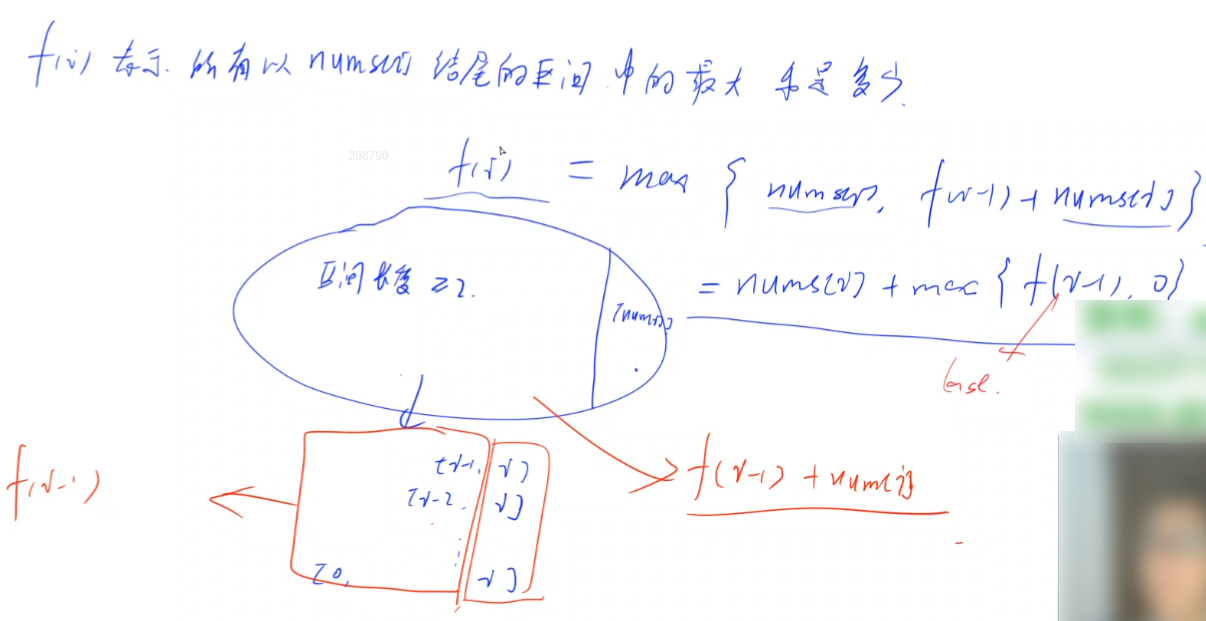 f(i) 表示 所有以 nums[i] 结尾的区间中的最大 和是多少.
208790
f(i) = max { nums[i], f(i-1) + nums[i] }
区间长度 ≥2.
= nums[i] + max { f(i-1), 0 }
[nums[i]]
last.
f(i-1)
[i-1, i]
[i-2, i]
[0, i]
f(i-1) + nums[i]